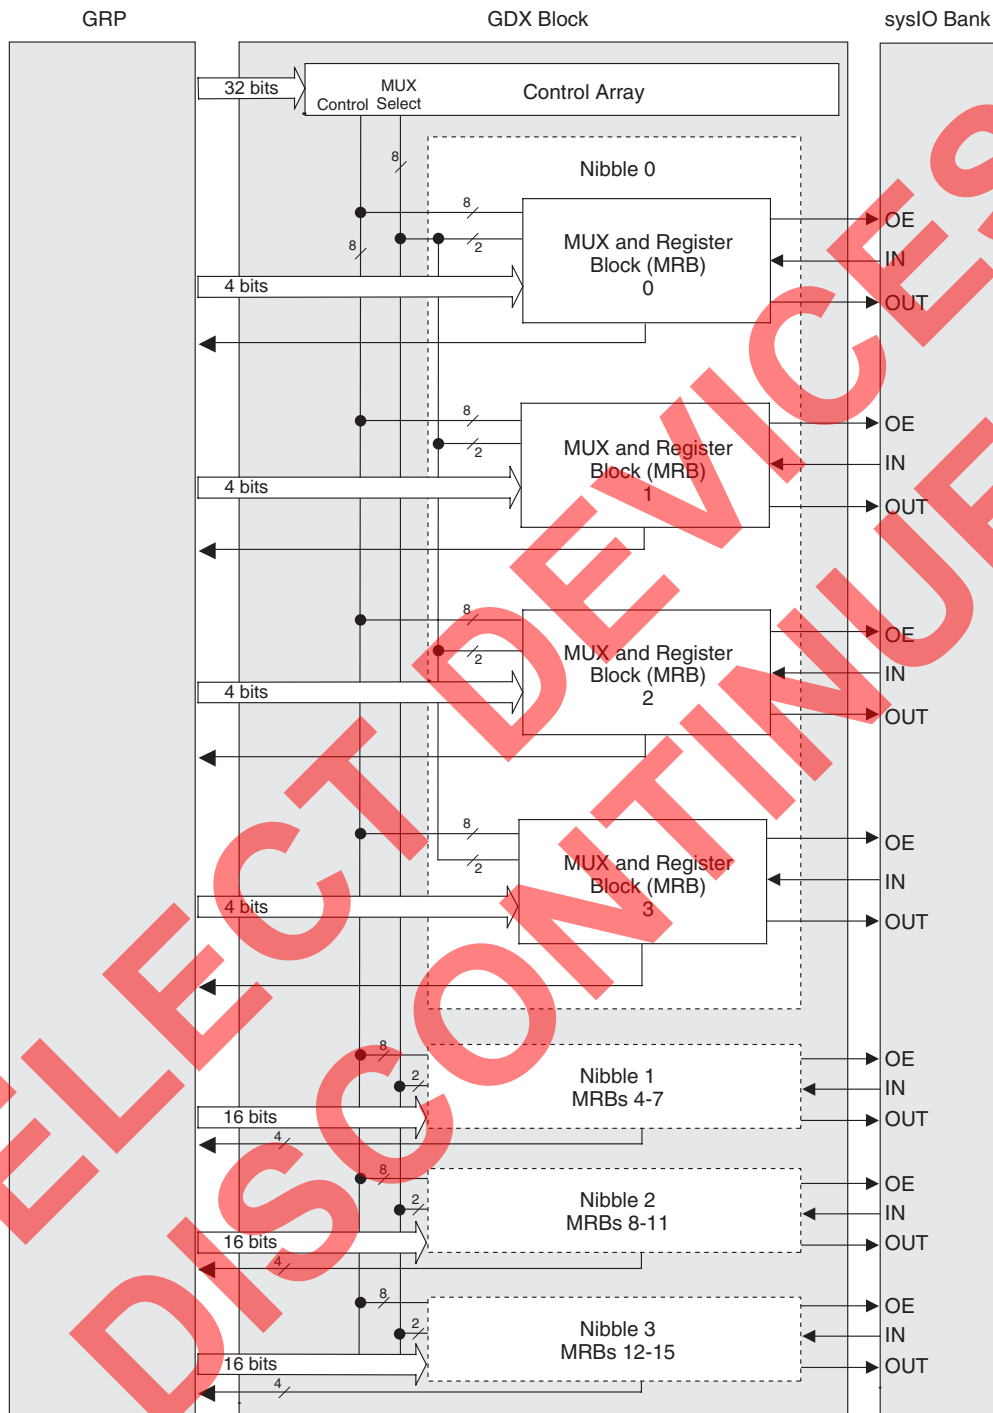 GRP
GDX Block
sysIO Bank
32 bits
Control
MUX
Select
Control Array
8
8
Nibble 0
8
2
MUX and Register
Block (MRB)
0
4 bits
OE
IN
OUT
8
2
MUX and Register
Block (MRB)
1
4 bits
OE
IN
OUT
8
2
MUX and Register
Block (MRB)
2
4 bits
OE
IN
OUT
8
2
MUX and Register
Block (MRB)
3
4 bits
OE
IN
OUT
8
2
Nibble 1
MRBs 4-7
16 bits
4
OE
IN
OUT
8
2
Nibble 2
MRBs 8-11
16 bits
4
OE
IN
OUT
8
2
Nibble 3
MRBs 12-15
16 bits
4
OE
IN
OUT
ELECT DEVICES
DISCONTINUE